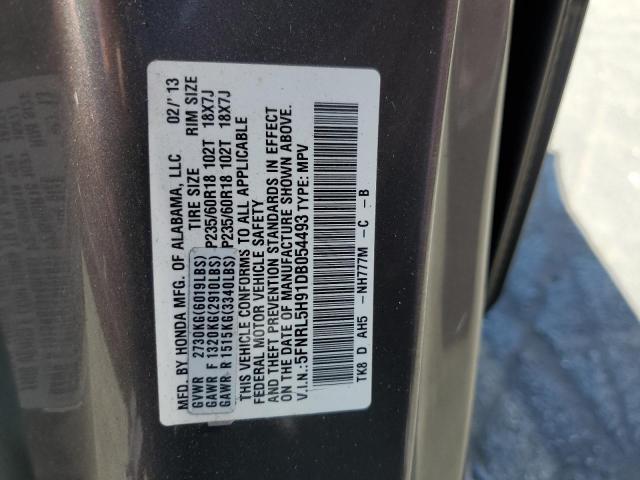 MFD. BY HONDA MFG. OF ALABAMA, LLC 02/'13
TIRE SIZE RIM SIZE
GVWR 2730KG(6019LBS)
GAWR F 1320KG(2910LBS) P235/60R18 102T 18X7J
GAWR R 1515KG(3340LBS) P235/60R18 102T 18X7J
THIS VEHICLE CONFORMS TO ALL APPLICABLE
FEDERAL MOTOR VEHICLE SAFETY
AND THEFT PREVENTION STANDARDS IN EFFECT
ON THE DATE OF MANUFACTURE SHOWN ABOVE.
V.I.N.:5FNRL5H91DB054493 TYPE: MPV
TK8 D AH5 -NH777M -C -B